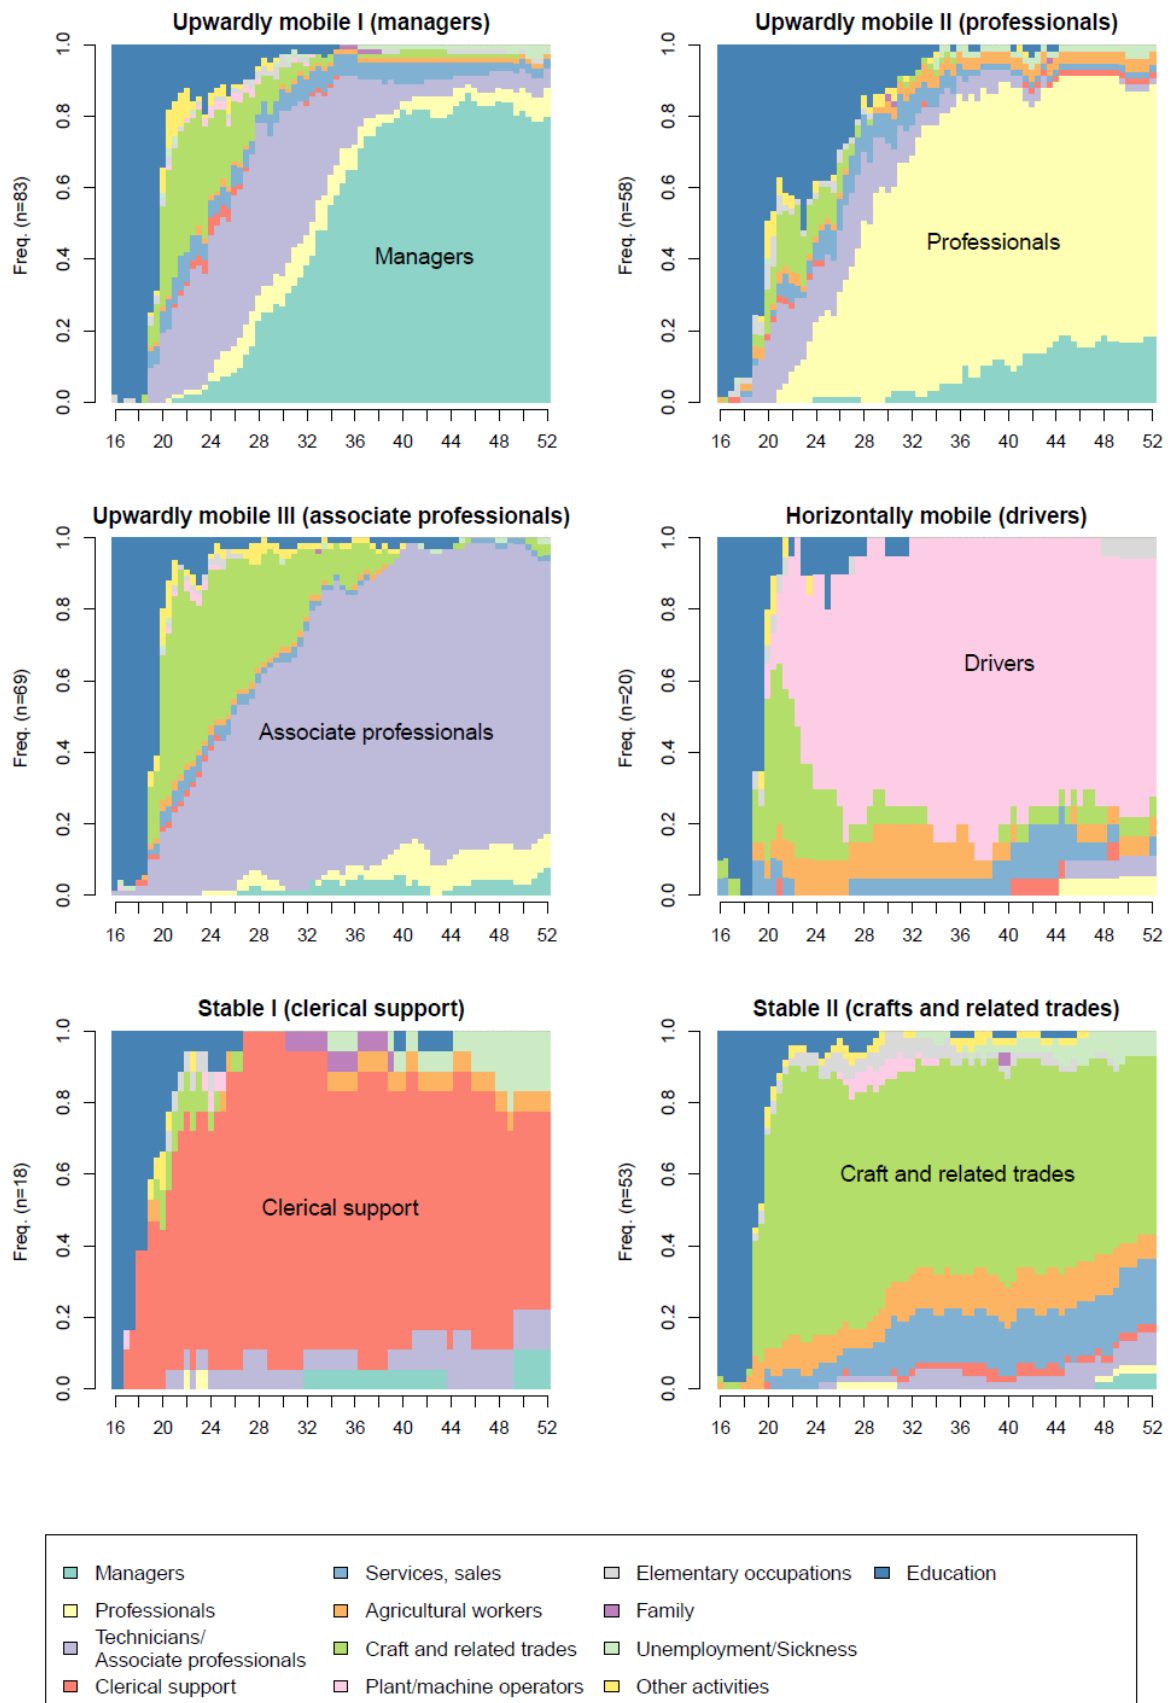 Upwardly mobile I (managers)
Freq. (n=83)
0.0 0.2 0.4 0.6 0.8 1.0
Managers
16 20 24 28 32 36 40 44 48 52
Upwardly mobile II (professionals)
Freq. (n=58)
0.0 0.2 0.4 0.6 0.8 1.0
Professionals
16 20 24 28 32 36 40 44 48 52
Upwardly mobile III (associate professionals)
Freq. (n=69)
0.0 0.2 0.4 0.6 0.8 1.0
Associate professionals
16 20 24 28 32 36 40 44 48 52
Horizontally mobile (drivers)
Freq. (n=20)
0.0 0.2 0.4 0.6 0.8 1.0
Drivers
16 20 24 28 32 36 40 44 48 52
Stable I (clerical support)
Freq. (n=18)
0.0 0.2 0.4 0.6 0.8 1.0
Clerical support
16 20 24 28 32 36 40 44 48 52
Stable II (crafts and related trades)
Freq. (n=53)
0.0 0.2 0.4 0.6 0.8 1.0
Craft and related trades
16 20 24 28 32 36 40 44 48 52
Managers
Professionals
Technicians/
Associate professionals
Clerical support
Services, sales
Agricultural workers
Craft and related trades
Plant/machine operators
Elementary occupations
Family
Unemployment/Sickness
Other activities
Education